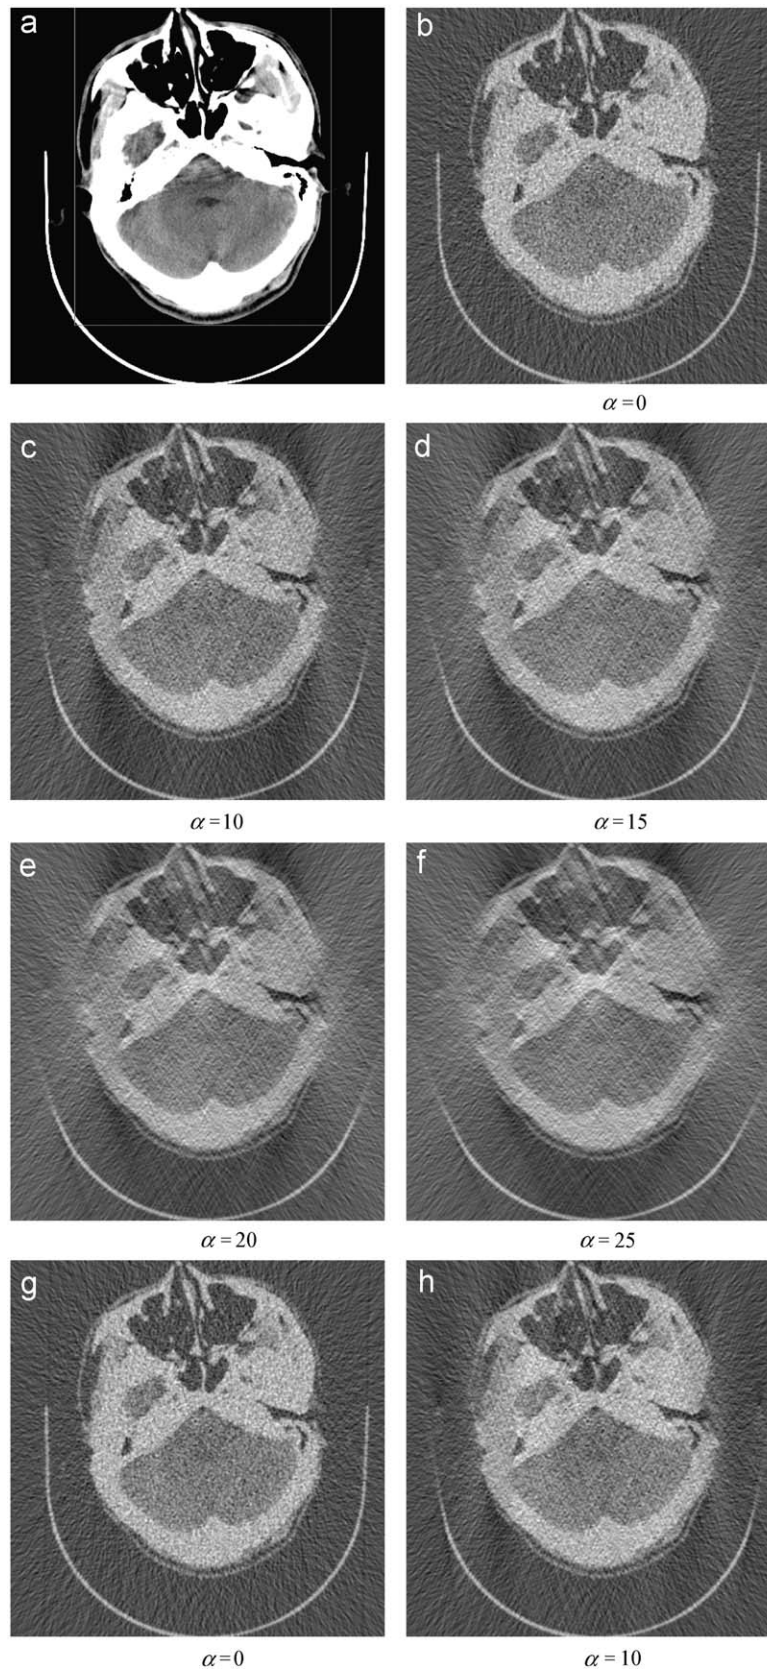 a
b
α = 0
c
d
α = 10
α = 15
e
f
α = 20
α = 25
g
h
α = 0
α = 10